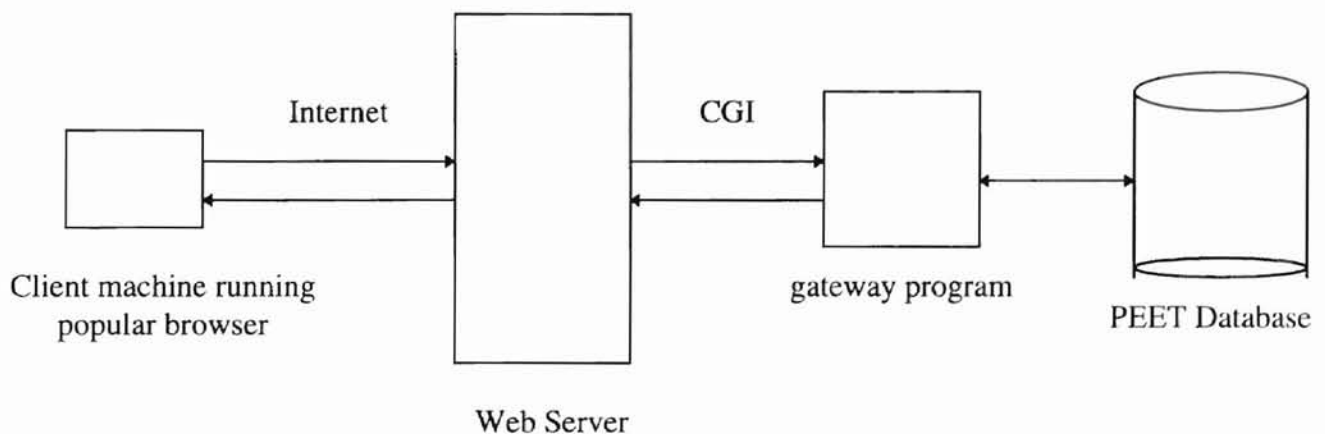 Internet
CGI
Client machine running
popular browser
gateway program
PEET Database
Web Server